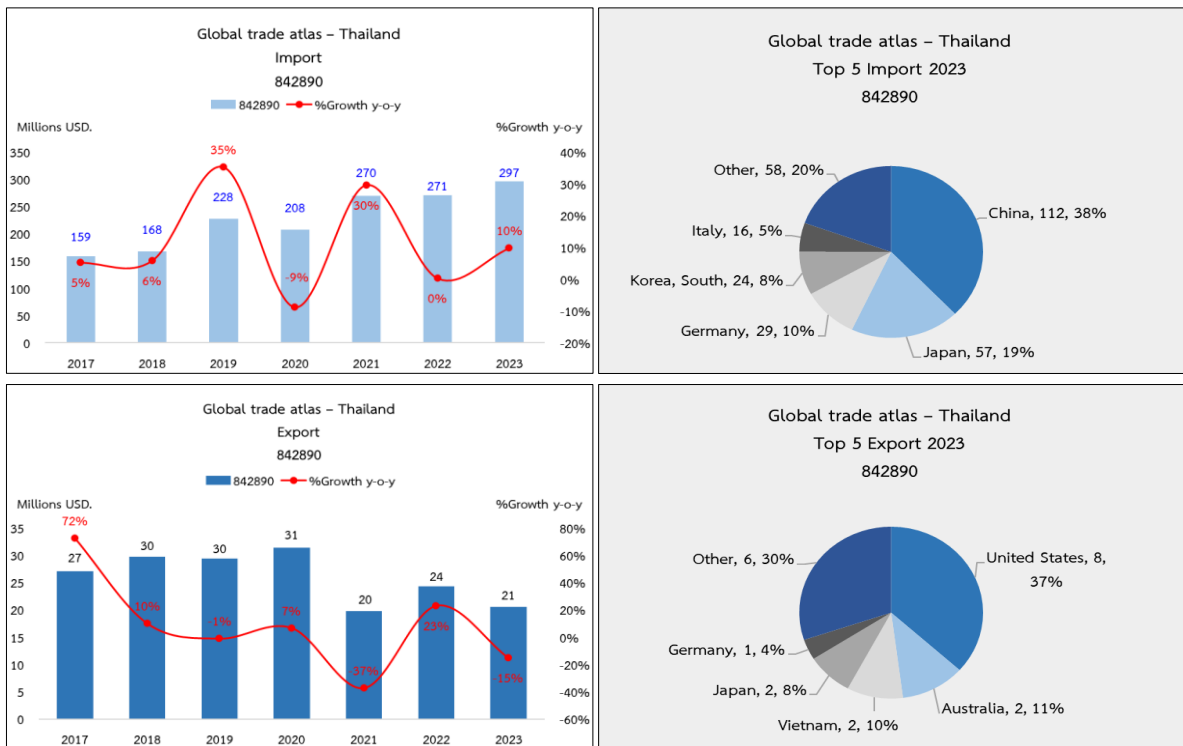 Global trade atlas – Thailand
Import
842890
842890 %Growth y-o-y
Millions USD. %Growth y-o-y
350 300 250 200 150 100 50 0
159 168 228 208 270 271 297
5% 6% 35% -9% 30% 0% 10%
40% 30% 20% 10% 0% -10% -20%
2017 2018 2019 2020 2021 2022 2023
Global trade atlas – Thailand
Top 5 Import 2023
842890
Other, 58, 20%
China, 112, 38%
Italy, 16, 5%
Korea, South, 24, 8%
Germany, 29, 10%
Japan, 57, 19%
Global trade atlas – Thailand
Export
842890
842890 %Growth y-o-y
Millions USD. %Growth y-o-y
35 30 25 20 15 10 5 0
27 30 30 31 20 24 21
72% 10% -1% 7% -37% 23% -15%
80% 60% 40% 20% 0% -20% -40% -60%
2017 2018 2019 2020 2021 2022 2023
Global trade atlas – Thailand
Top 5 Export 2023
842890
Other, 6, 30%
United States, 8,
37%
Germany, 1, 4%
Japan, 2, 8%
Vietnam, 2, 10%
Australia, 2, 11%